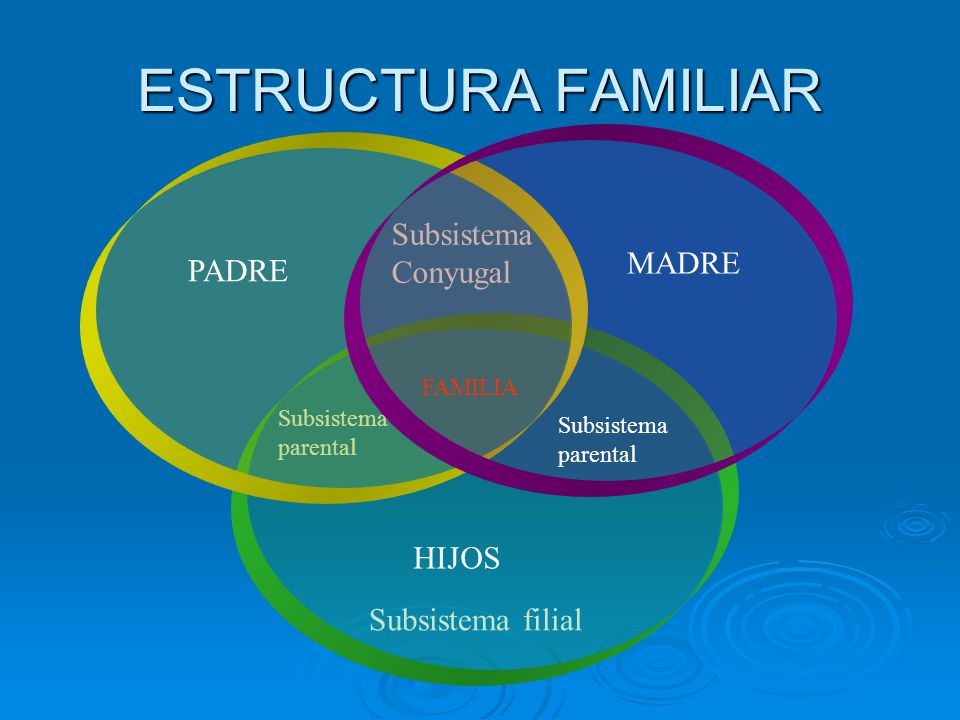 ESTRUCTURA FAMILIAR
PADRE
Subsistema
Conyugal
MADRE
FAMILIA
Subsistema
parental
Subsistema
parental
HIJOS
Subsistema filial